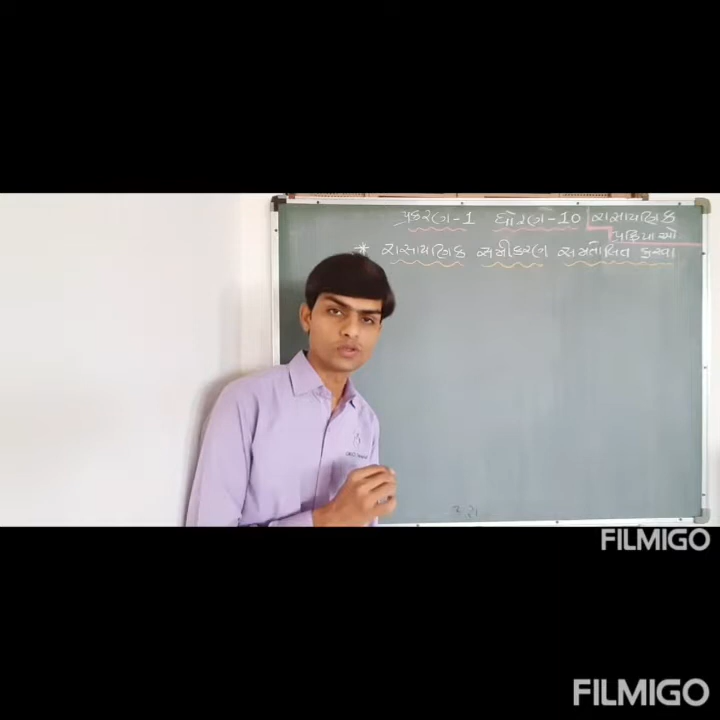 પ્રકરણ-1 ધોરણ-10 રાસાયણિક
પ્રક્રિયાઓ
* રાસાયણિક સમીકરણ સમતોલિત કરવા
FILMIGO
FILMIGO